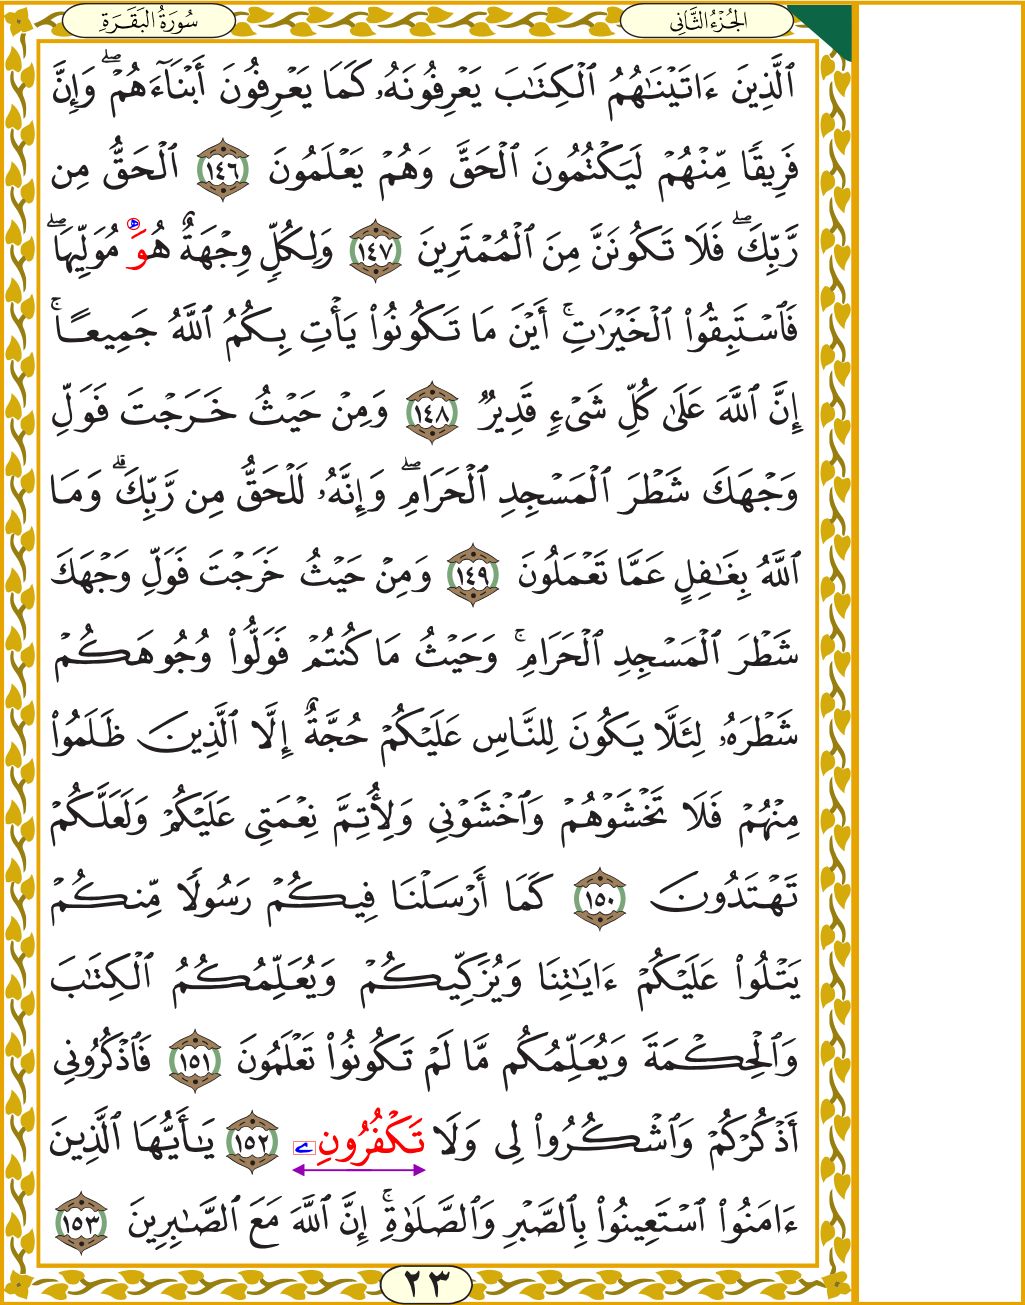 الجُزْءُ الثَّانِي
سُورَةُ البَقَرَةِ
ٱلَّذِينَ ءَاتَيْنَٰهُمُ ٱلْكِتَٰبَ يَعْرِفُونَهُۥ كَمَا يَعْرِفُونَ أَبْنَآءَهُمْۖ وَإِنَّ
فَرِيقًا مِّنْهُمْ لَيَكْتُمُونَ ٱلْحَقَّ وَهُمْ يَعْلَمُونَ ١٤٦ ٱلْحَقُّ مِن
رَّبِّكَۖ فَلَا تَكُونَنَّ مِنَ ٱلْمُمْتَرِينَ ١٤٧ وَلِكُلٍّ وِجْهَةٌ هُوَ ه مُوَلِّيهَاۖ
فَٱسْتَبِقُوا۟ ٱلْخَيْرَٰتِۚ أَيْنَ مَا تَكُونُوا۟ يَأْتِ بِكُمُ ٱللَّهُ جَمِيعًاۚ
إِنَّ ٱللَّهَ عَلَىٰ كُلِّ شَىْءٍ قَدِيرٌ ١٤٨ وَمِنْ حَيْثُ خَرَجْتَ فَوَلِّ
وَجْهَكَ شَطْرَ ٱلْمَسْجِدِ ٱلْحَرَامِۖ وَإِنَّهُۥ لَلْحَقُّ مِن رَّبِّكَۗ وَمَا
ٱللَّهُ بِغَٰفِلٍ عَمَّا تَعْمَلُونَ ١٤٩ وَمِنْ حَيْثُ خَرَجْتَ فَوَلِّ وَجْهَكَ
شَطْرَ ٱلْمَسْجِدِ ٱلْحَرَامِۚ وَحَيْثُ مَا كُنتُمْ فَوَلُّوا۟ وُجُوهَكُمْ
شَطْرَهُۥ لِئَلَّا يَكُونَ لِلنَّاسِ عَلَيْكُمْ حُجَّةٌ إِلَّا ٱلَّذِينَ ظَلَمُوا۟
مِنْهُمْ فَلَا تَخْشَوْهُمْ وَٱخْشَوْنِى وَلِأُتِمَّ نِعْمَتِى عَلَيْكُمْ وَلَعَلَّكُمْ
تَهْتَدُونَ ١٥٠ كَمَا أَرْسَلْنَا فِيكُمْ رَسُولًا مِّنكُمْ
يَتْلُوا۟ عَلَيْكُمْ ءَايَٰتِنَا وَيُزَكِّيكُمْ وَيُعَلِّمُكُمُ ٱلْكِتَٰبَ
وَٱلْحِكْمَةَ وَيُعَلِّمُكُم مَّا لَمْ تَكُونُوا۟ تَعْلَمُونَ ١٥١ فَٱذْكُرُونِى
أَذْكُرْكُمْ وَٱشْكُرُوا۟ لِى وَلَا تَكْفُرُونِ ے ١٥٢ يَٰأَيُّهَا ٱلَّذِينَ
ءَامَنُوا۟ ٱسْتَعِينُوا۟ بِٱلصَّبْرِ وَٱلصَّلَوٰةِۚ إِنَّ ٱللَّهَ مَعَ ٱلصَّٰبِرِينَ ١٥٣
٢٣